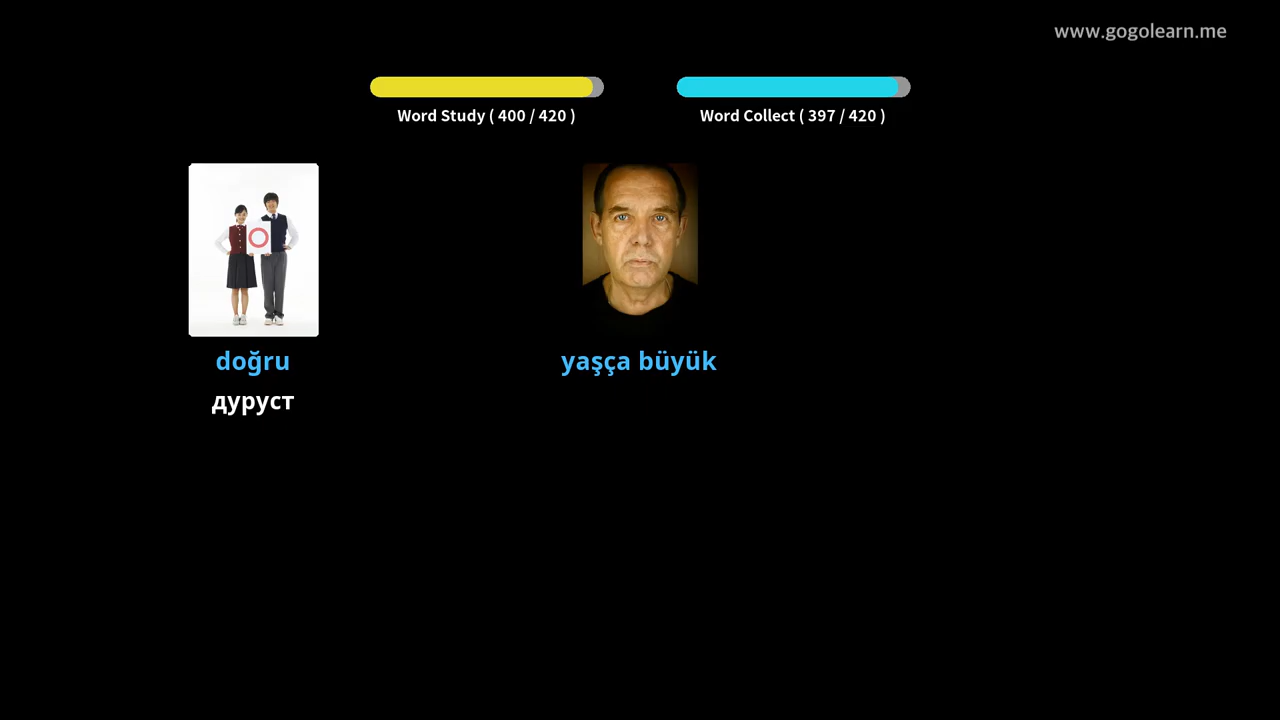 www.gogolearn.me
Word Study ( 400 / 420 )
Word Collect ( 397 / 420 )
doğru
yaşça büyük
дуруст